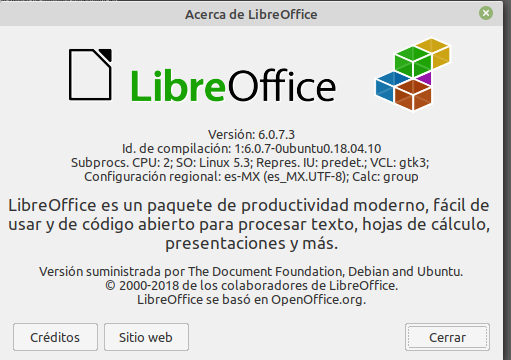 Acerca de LibreOffice
LibreOffice
Versión: 6.0.7.3
Id. de compilación: 1:6.0.7-0ubuntu0.18.04.10
Subprocs. CPU: 2; SO: Linux 5.3; Repres. IU: predet.; VCL: gtk3;
Configuración regional: es-MX (es_MX.UTF-8); Calc: group
LibreOffice es un paquete de productividad moderno, fácil de
usar y de código abierto para procesar texto, hojas de cálculo,
presentaciones y más.
Versión suministrada por The Document Foundation, Debian and Ubuntu.
© 2000-2018 de los colaboradores de LibreOffice.
LibreOffice se basó en OpenOffice.org.
Créditos
Sitio web
Cerrar